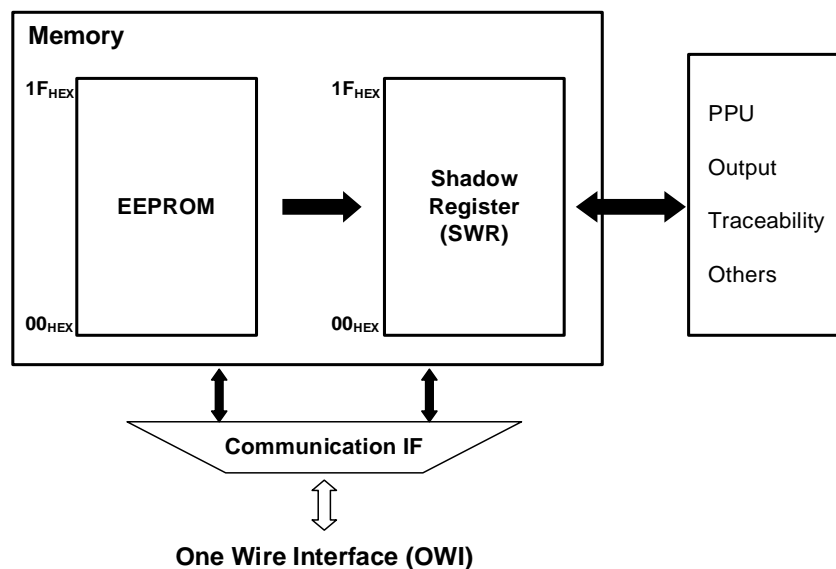 Memory
1FHEX
EEPROM
00HEX
1FHEX
Shadow
Register
(SWR)
00HEX
PPU
Output
Traceability
Others
Communication IF
One Wire Interface (OWI)